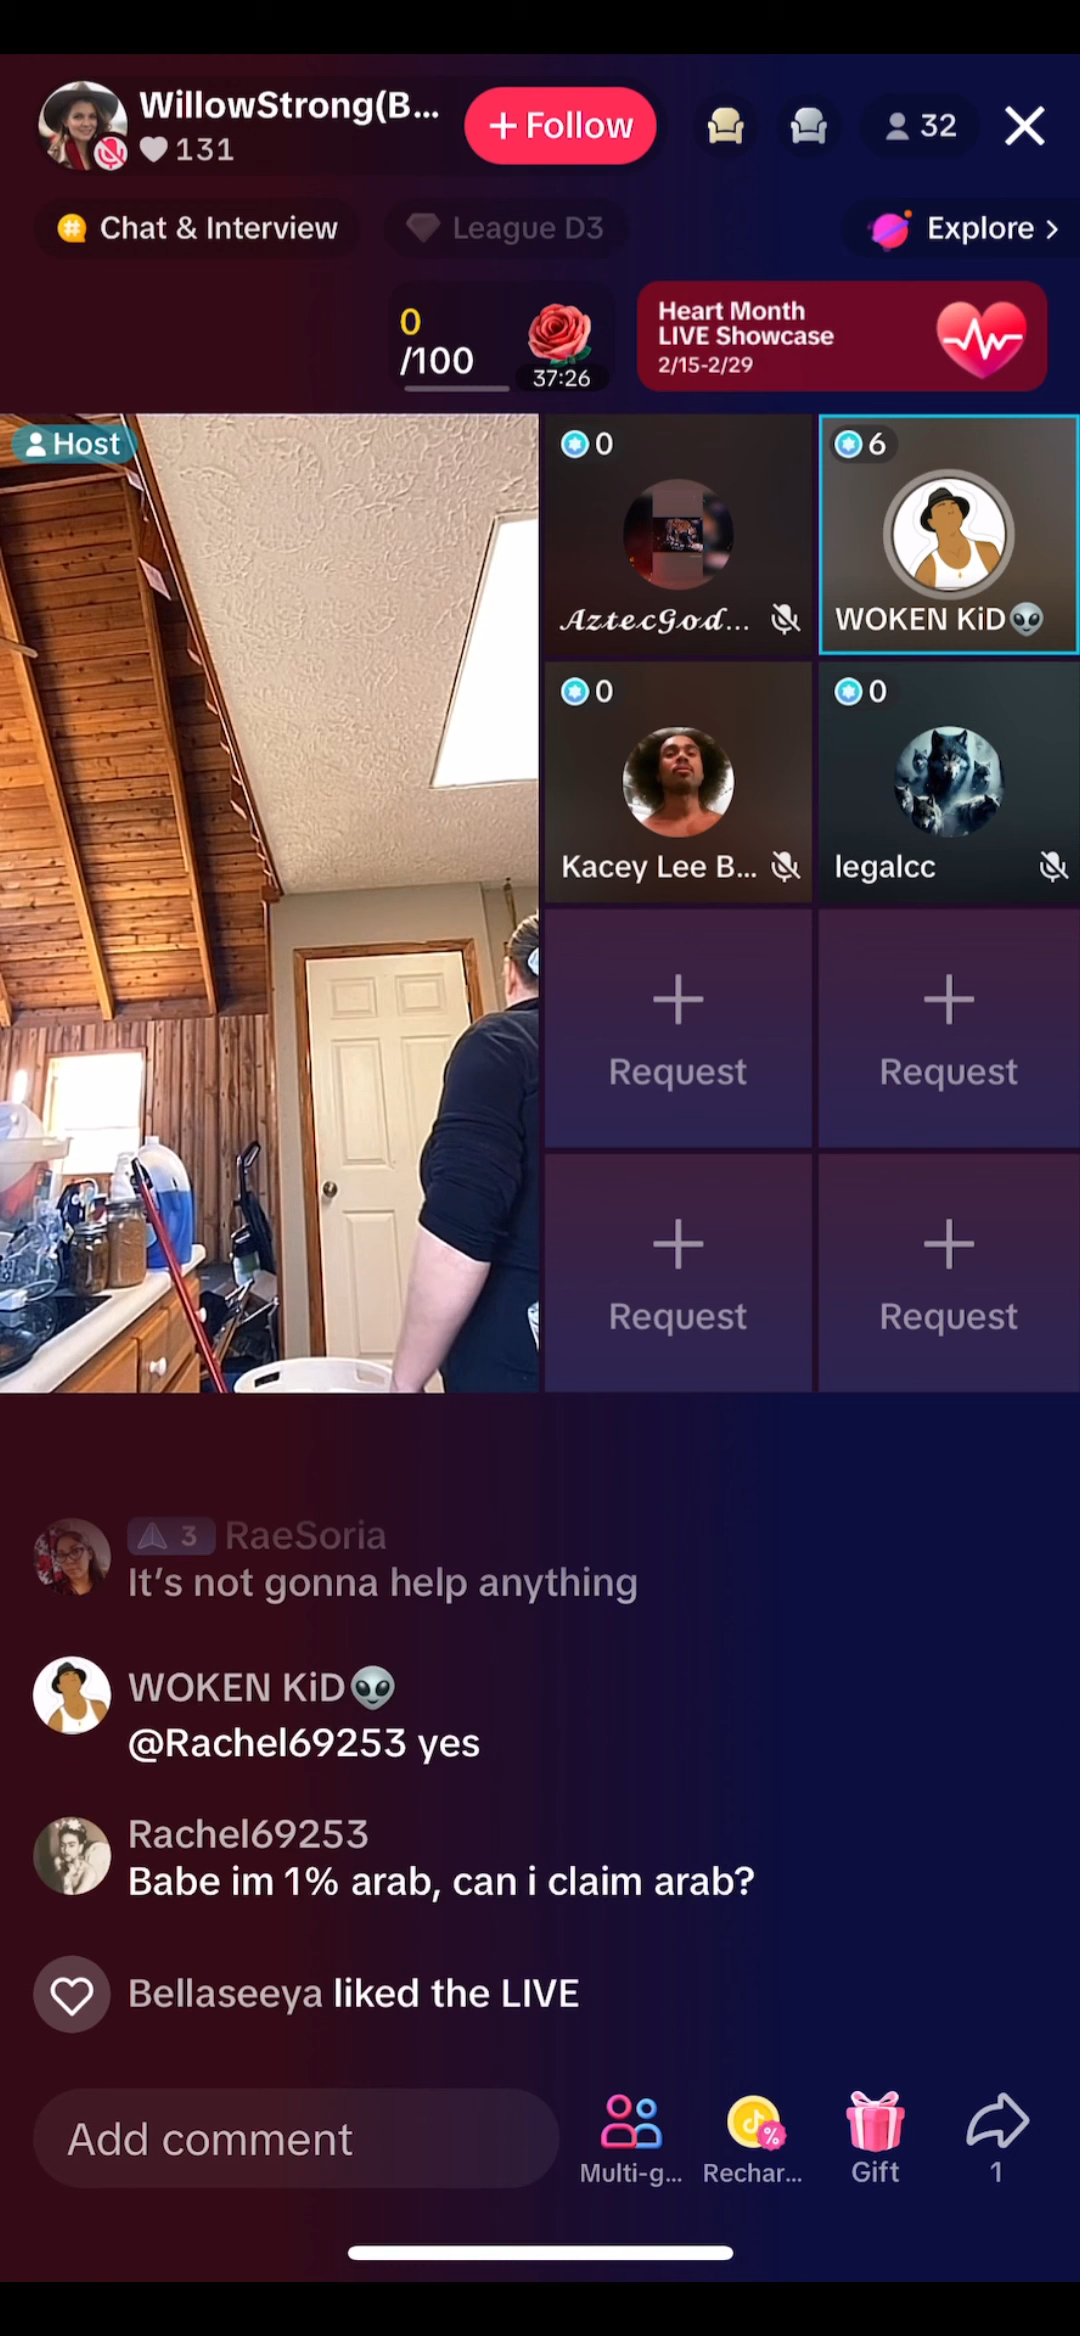 WillowStrong(B...
131
+ Follow
32
Chat & Interview
League D3
Explore >
0
/100
37:26
Heart Month
LIVE Showcase
2/15-2/29
Host
0
AztecGod...
6
WOKEN KiD👽
0
Kacey Lee B...
0
legalcc
Request
Request
Request
Request
3 RaeSoria
It's not gonna help anything
WOKEN KiD👽
@Rachel69253 yes
Rachel69253
Babe im 1% arab, can i claim arab?
Bellaseeya liked the LIVE
Add comment
Multi-g...
Rechar...
Gift
1